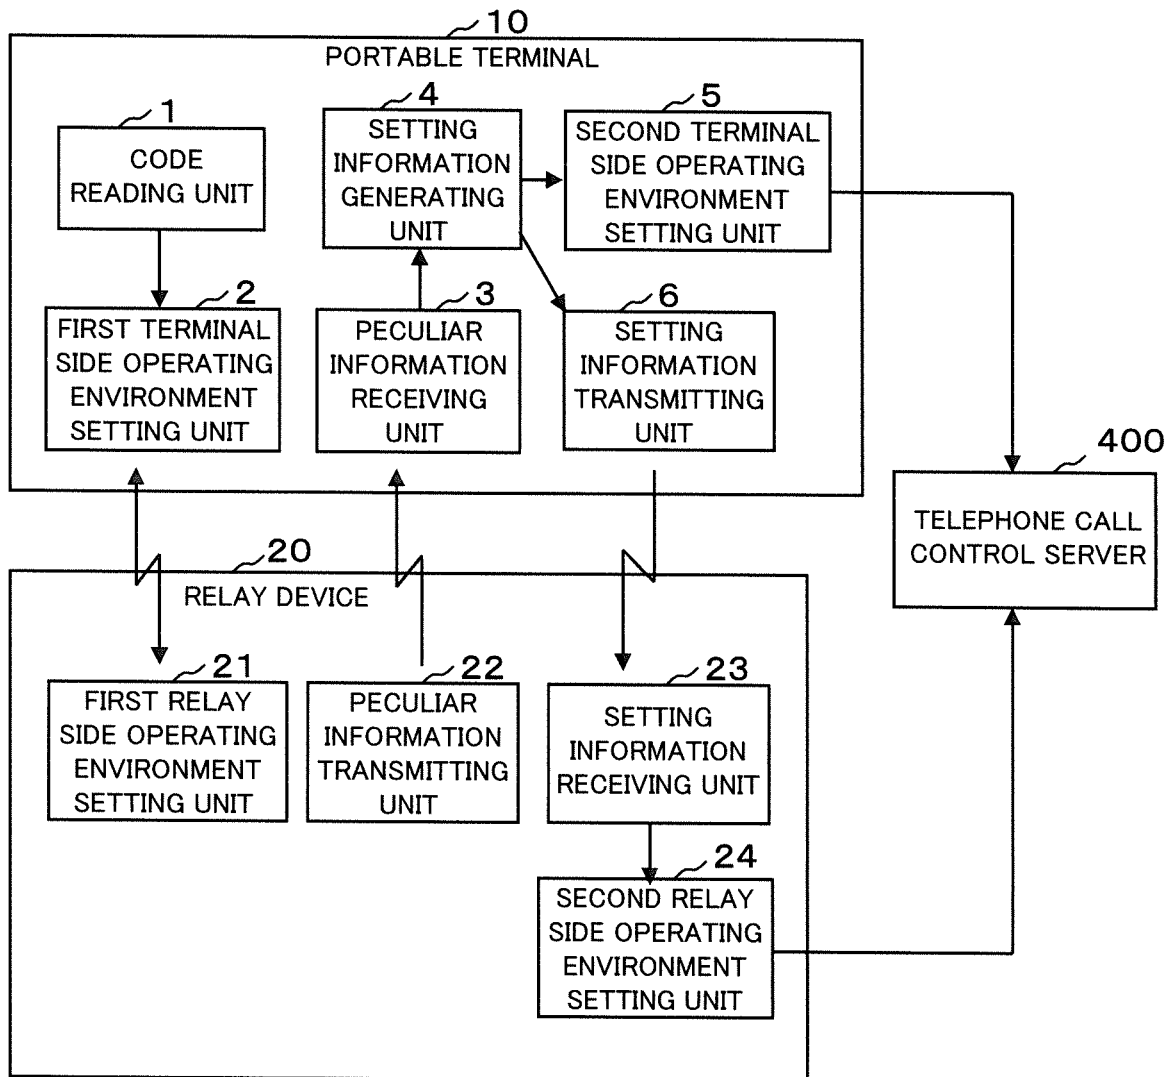 10
PORTABLE TERMINAL
1
CODE
READING UNIT
4
SETTING
INFORMATION
GENERATING
UNIT
5
SECOND TERMINAL
SIDE OPERATING
ENVIRONMENT
SETTING UNIT
2
FIRST TERMINAL
SIDE OPERATING
ENVIRONMENT
SETTING UNIT
3
PECULIAR
INFORMATION
RECEIVING
UNIT
6
SETTING
INFORMATION
TRANSMITTING
UNIT
400
TELEPHONE CALL
CONTROL SERVER
20
RELAY DEVICE
21
FIRST RELAY
SIDE OPERATING
ENVIRONMENT
SETTING UNIT
22
PECULIAR
INFORMATION
TRANSMITTING
UNIT
23
SETTING
INFORMATION
RECEIVING UNIT
24
SECOND RELAY
SIDE OPERATING
ENVIRONMENT
SETTING UNIT